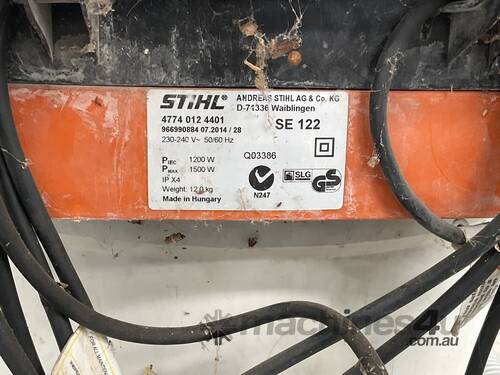 STIHL
ANDREAS STIHL AG & Co. KG
D-71336 Waiblingen
4774 012 4401
966990884 07.2014 / 28
SE 122
230-240 V~ 50/60 Hz
PIEC 1200 W
PMAX 1500 W
IP X4
Weight: 12,0 kg
Made in Hungary
Q03386
N247
SLG
GS
machines4u
.com.au
FOR ALL